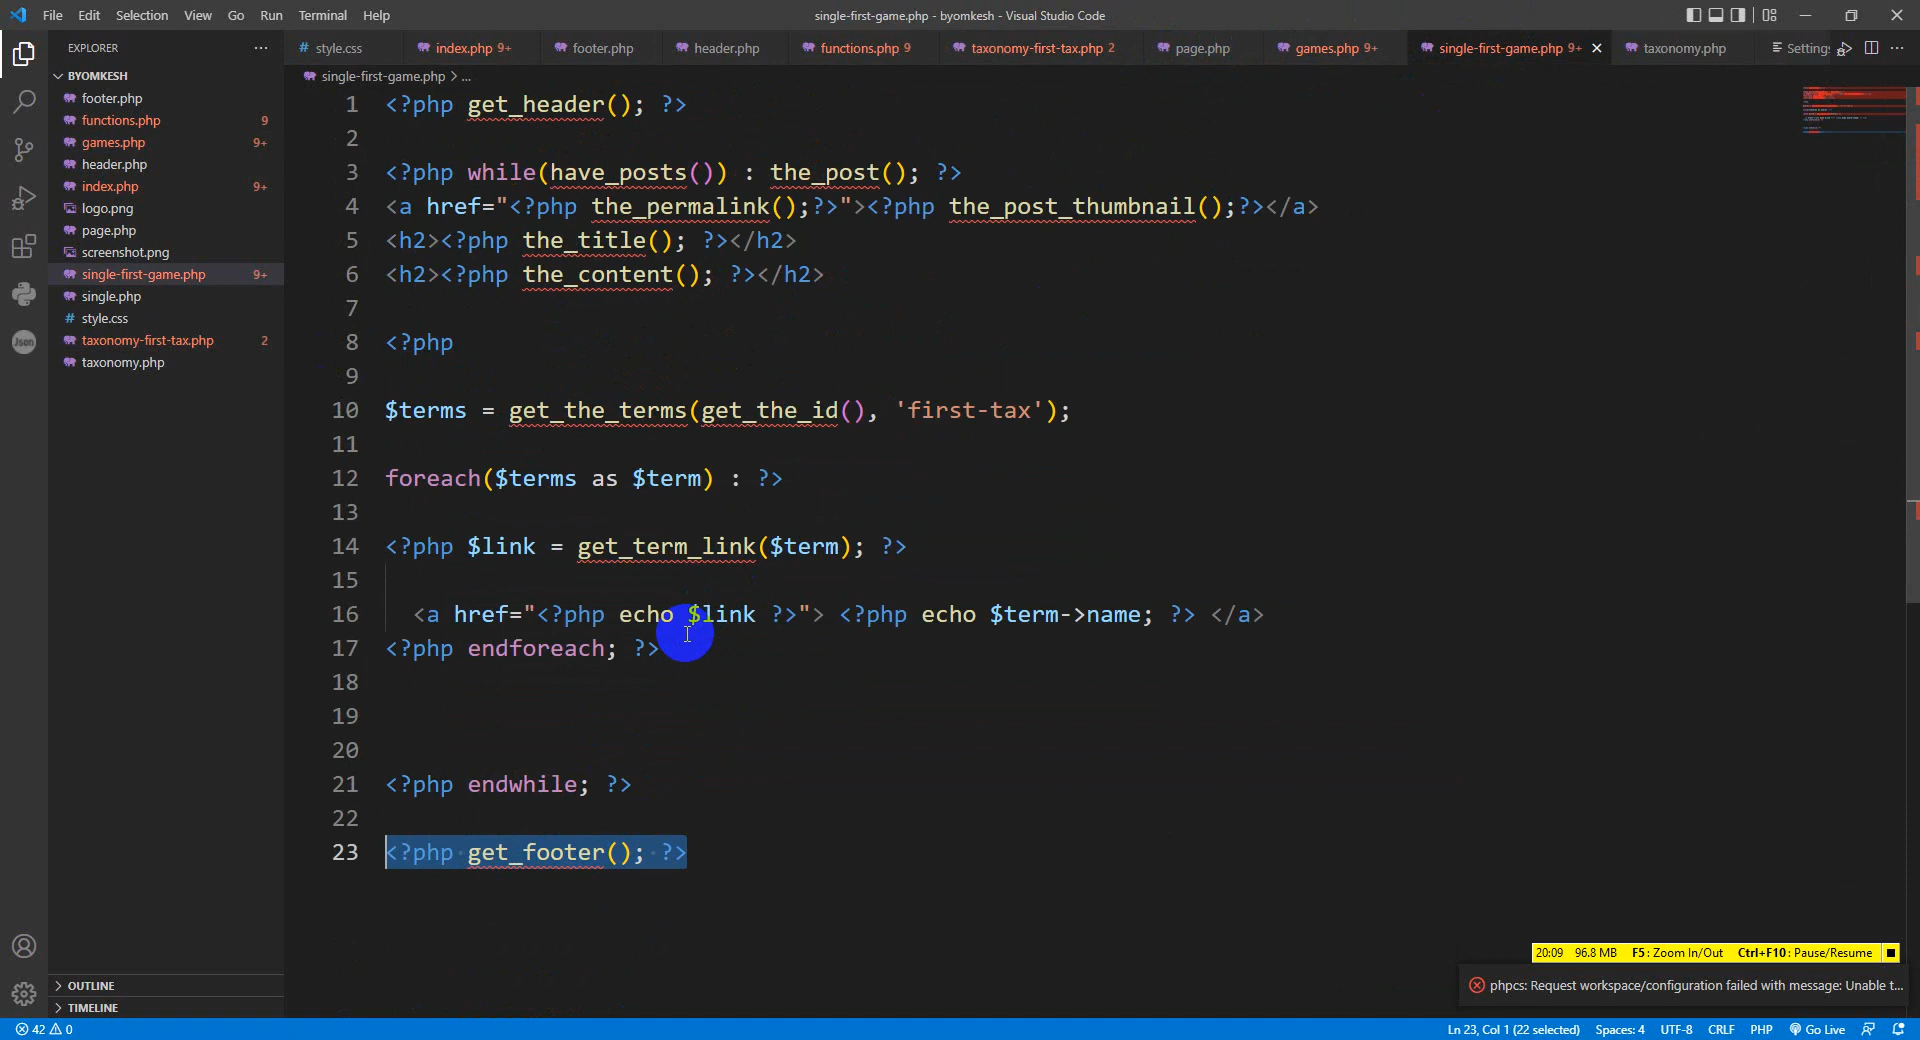 File Edit Selection View Go Run Terminal Help
single-first-game.php - byomkesh - Visual Studio Code
EXPLORER
# style.css
index.php 9+
footer.php
header.php
functions.php 9
taxonomy-first-tax.php 2
page.php
games.php 9+
single-first-game.php 9+
taxonomy.php
Settings
BYOMKESH
footer.php
functions.php 9
games.php 9+
header.php
index.php 9+
logo.png
page.php
screenshot.png
single-first-game.php 9+
single.php
# style.css
taxonomy-first-tax.php 2
taxonomy.php
Json
OUTLINE
TIMELINE
single-first-game.php > ...
1 <?php get_header(); ?>
2
3 <?php while(have_posts()) : the_post(); ?>
4 <a href="<?php the_permalink();?>"><?php the_post_thumbnail();?></a>
5 <h2><?php the_title(); ?></h2>
6 <h2><?php the_content(); ?></h2>
7
8 <?php
9
10 $terms = get_the_terms(get_the_id(), 'first-tax');
11
12 foreach($terms as $term) : ?>
13
14 <?php $link = get_term_link($term); ?>
15
16 <a href="<?php echo $link ?>"> <?php echo $term->name; ?> </a>
17 <?php endforeach; ?>
18
19
20
21 <?php endwhile; ?>
22
23 <?php get_footer(); ?>
20:09 96.8 MB F5: Zoom In/Out Ctrl+F10: Pause/Resume
phpcs: Request workspace/configuration failed with message: Unable t...
42 0
Ln 23, Col 1 (22 selected) Spaces: 4 UTF-8 CRLF PHP Go Live